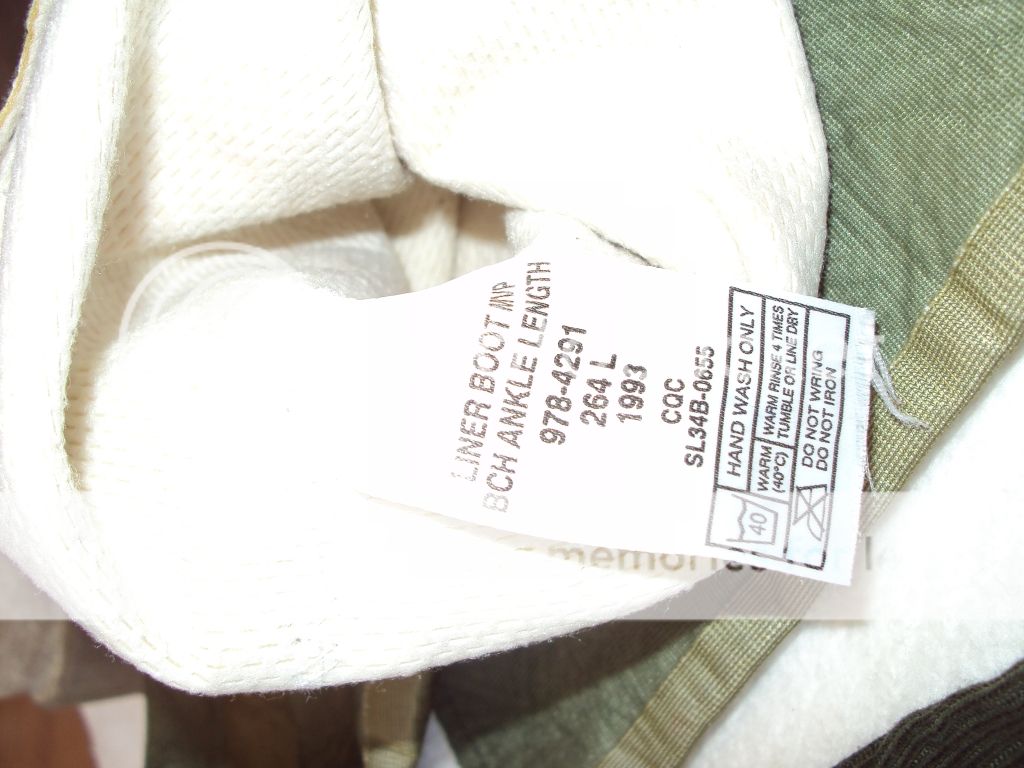 LINER BOOT MVP
BCH ANKLE LENGTH
978-4291
264 L
1993
CQC
SL34B-0655
HAND WASH ONLY
40
WARM (40°C)
WARM RINSE 4 TIMES
TUMBLE OR LINE DRY
DO NOT WRING
DO NOT IRON